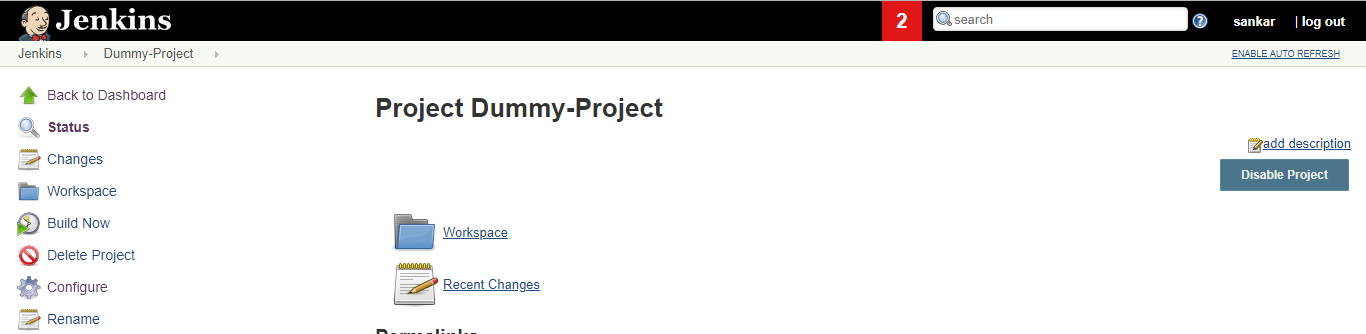 Jenkins
2
search
?
sankar
| log out
Jenkins
Dummy-Project
ENABLE AUTO REFRESH
Back to Dashboard
Status
Changes
Workspace
Build Now
Delete Project
Configure
Rename
Project Dummy-Project
add description
Disable Project
Workspace
Recent Changes
Permalinks